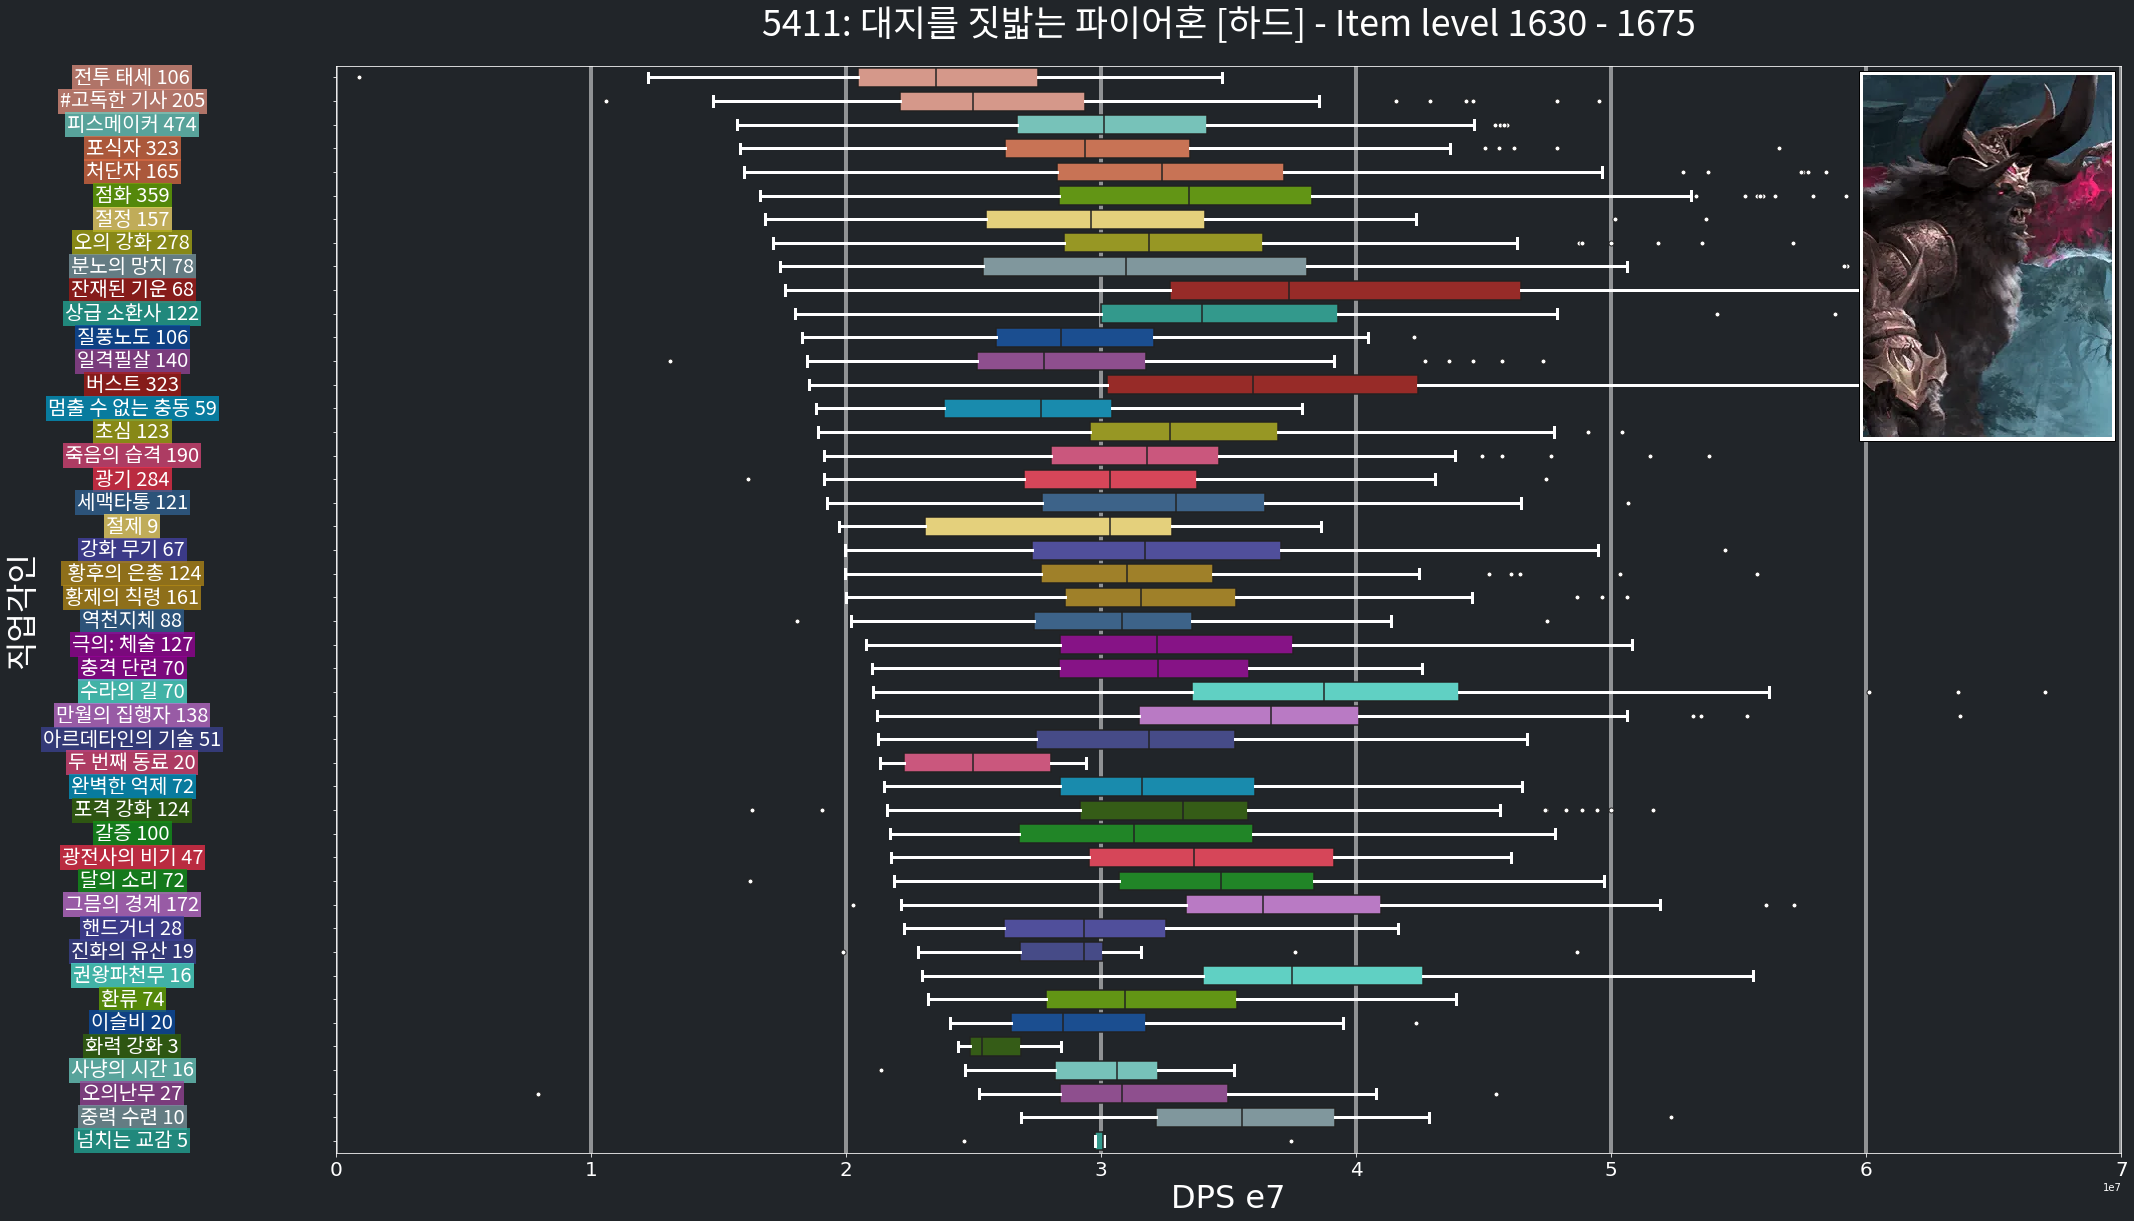 5411: 대지를 짓밟는 파이어혼 [하드] - Item level 1630 - 1675
직업각인
전투 태세 106
#고독한 기사 205
피스메이커 474
포식자 323
처단자 165
점화 359
절정 157
오의 강화 278
분노의 망치 78
잔재된 기운 68
상급 소환사 122
질풍노도 106
일격필살 140
버스트 323
멈출 수 없는 충동 59
초심 123
죽음의 습격 190
광기 284
세맥타통 121
절제 9
강화 무기 67
황후의 은총 124
황제의 칙령 161
역천지체 88
극의: 체술 127
충격 단련 70
수라의 길 70
만월의 집행자 138
아르데타인의 기술 51
두 번째 동료 20
완벽한 억제 72
포격 강화 124
갈증 100
광전사의 비기 47
달의 소리 72
그믐의 경계 172
핸드거너 28
진화의 유산 19
권왕파천무 16
환류 74
이슬비 20
화력 강화 3
사냥의 시간 16
오의난무 27
중력 수련 10
넘치는 교감 5
0 1 2 3 4 5 6 7
1e7
DPS e7